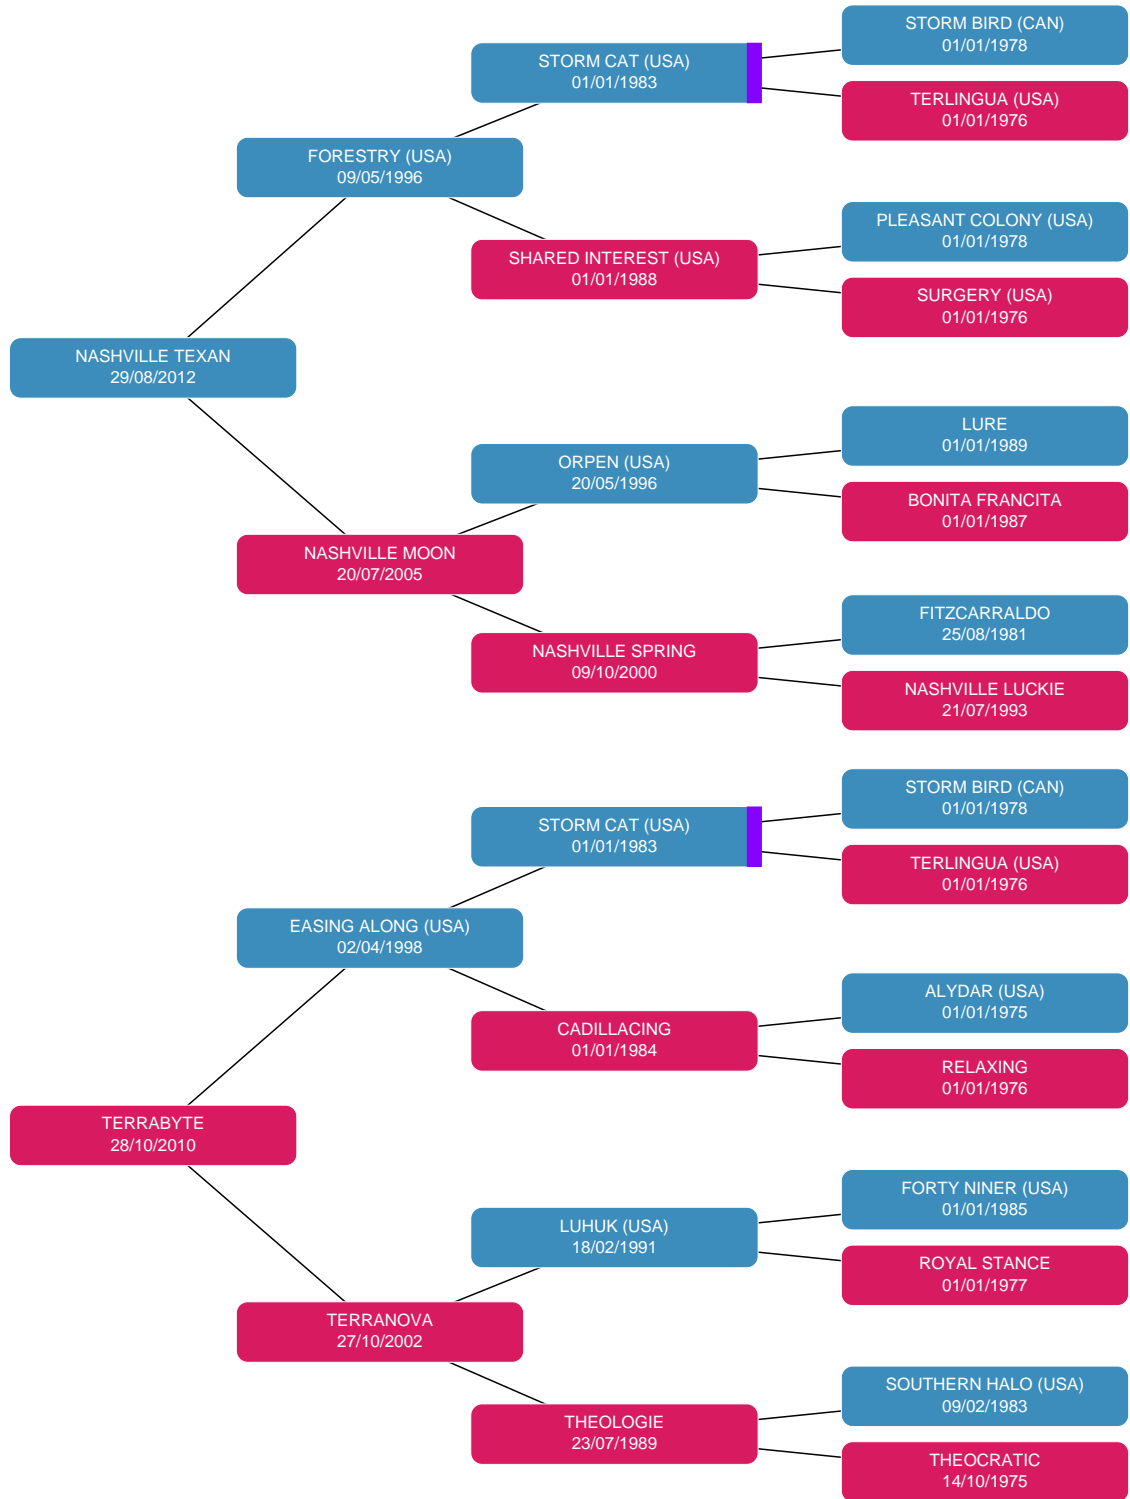 STORM BIRD (CAN)
01/01/1978
STORM CAT (USA)
01/01/1983
TERLINGUA (USA)
01/01/1976
FORESTRY (USA)
09/05/1996
PLEASANT COLONY (USA)
01/01/1978
SHARED INTEREST (USA)
01/01/1988
SURGERY (USA)
01/01/1976
NASHVILLE TEXAN
29/08/2012
LURE
01/01/1989
ORPEN (USA)
20/05/1996
BONITA FRANCITA
01/01/1987
NASHVILLE MOON
20/07/2005
FITZCARRALDO
25/08/1981
NASHVILLE SPRING
09/10/2000
NASHVILLE LUCKIE
21/07/1993
STORM BIRD (CAN)
01/01/1978
STORM CAT (USA)
01/01/1983
TERLINGUA (USA)
01/01/1976
EASING ALONG (USA)
02/04/1998
ALYDAR (USA)
01/01/1975
CADILLACING
01/01/1984
RELAXING
01/01/1976
TERRABYTE
28/10/2010
FORTY NINER (USA)
01/01/1985
LUHUK (USA)
18/02/1991
ROYAL STANCE
01/01/1977
TERRANOVA
27/10/2002
SOUTHERN HALO (USA)
09/02/1983
THEOLOGIE
23/07/1989
THEOCRATIC
14/10/1975